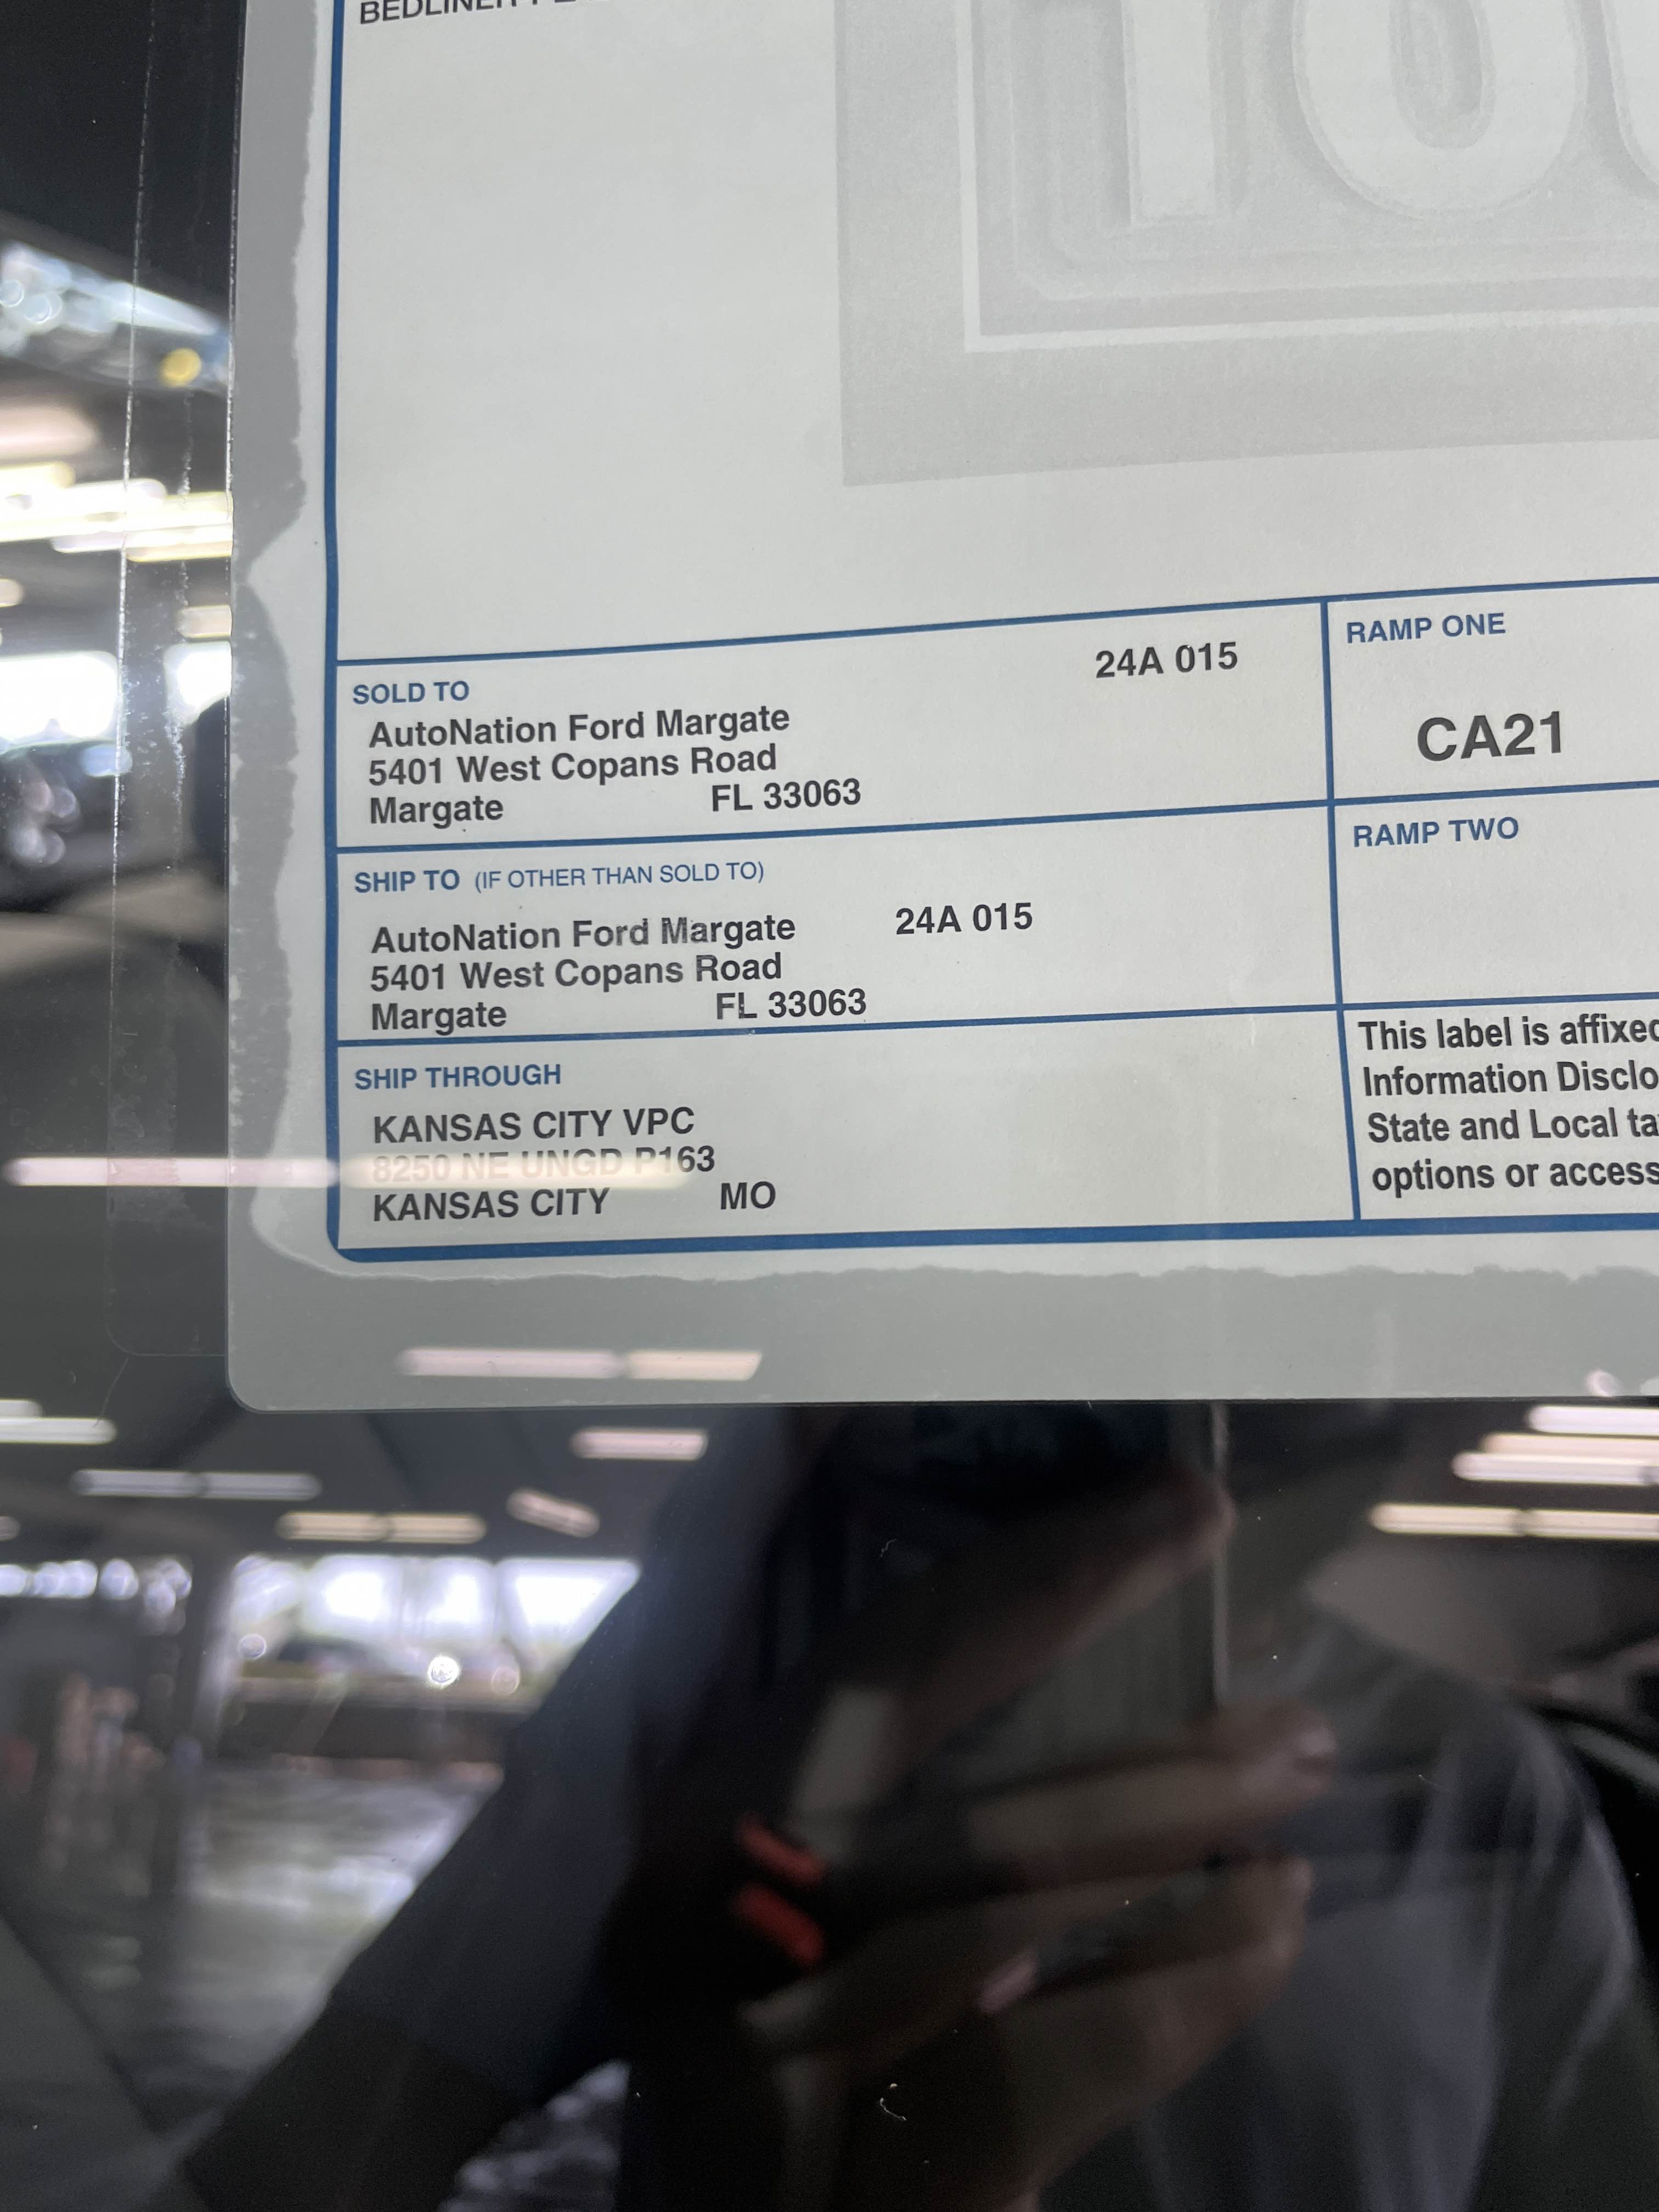 SOLD TO
24A 015
AutoNation Ford Margate
5401 West Copans Road
Margate FL 33063
RAMP ONE
CA21
SHIP TO (IF OTHER THAN SOLD TO)
AutoNation Ford Margate 24A 015
5401 West Copans Road
Margate FL 33063
RAMP TWO
SHIP THROUGH
KANSAS CITY VPC
8250 NE UNGD P163
KANSAS CITY MO
This label is affixed
Information Disclo
State and Local ta
options or access